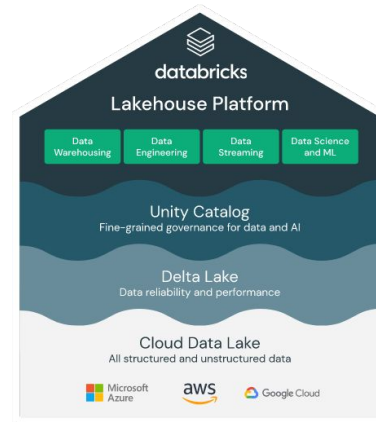 databricks
Lakehouse Platform
Data Warehousing
Data Engineering
Data Streaming
Data Science and ML
Unity Catalog
Fine-grained governance for data and AI
Delta Lake
Data reliability and performance
Cloud Data Lake
All structured and unstructured data
Microsoft Azure
aws
Google Cloud